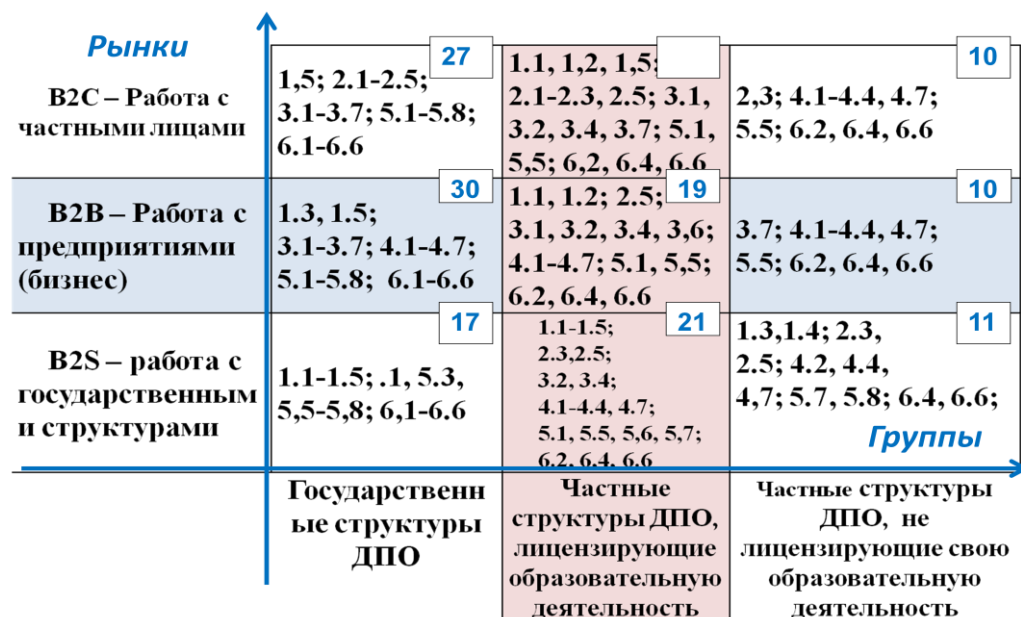 Рынки
B2C – Работа с
частными лицами
27
1,5; 2.1-2.5;
3.1-3.7; 5.1-5.8;
6.1-6.6
1.1, 1,2, 1,5;
2.1-2.3, 2.5; 3.1,
3.2, 3.4, 3.7; 5.1,
5,5; 6,2, 6.4, 6.6
10
2,3; 4.1-4.4, 4.7;
5.5; 6.2, 6.4, 6.6
B2B – Работа с
предприятиями
(бизнес)
30
1.3, 1.5;
3.1-3.7; 4.1-4.7;
5.1-5.8; 6.1-6.6
19
1.1, 1.2; 2.5;
3.1, 3.2, 3.4, 3,6;
4.1-4.7; 5.1, 5,5;
6.2, 6.4, 6.6
10
3.7; 4.1-4.4, 4.7;
5.5; 6.2, 6.4, 6.6
B2S – работа с
государственным
и структурами
17
1.1-1.5; .1, 5.3,
5,5-5,8; 6,1-6.6
21
1.1-1.5;
2.3,2.5;
3.2, 3.4;
4.1-4.4, 4.7;
5.1, 5.5, 5,6, 5,7;
6.2, 6.4, 6.6
11
1.3,1.4; 2.3,
2.5; 4.2, 4.4,
4,7; 5.7, 5.8; 6.4, 6.6;
Группы
Государственн
ые структуры
ДПО
Частные
структуры ДПО,
лицензирующие
образовательную
деятельность
Частные структуры
ДПО, не
лицензирующие свою
образовательную
деятельность